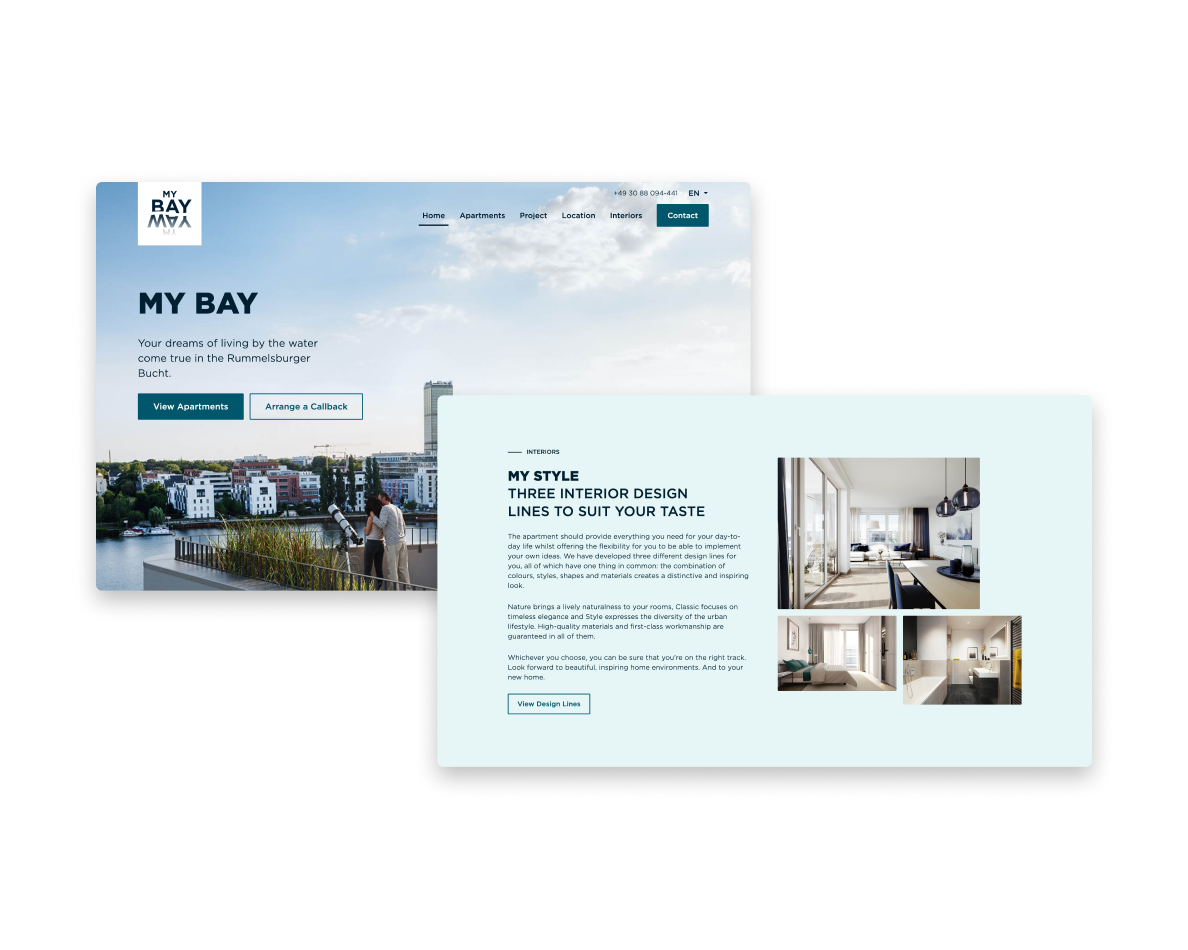 MY
BAY
+49 30 88 094-441 EN
Home Apartments Project Location Interiors Contact
MY BAY
Your dreams of living by the water
come true in the Rummelsburger
Bucht.
View Apartments Arrange a Callback
INTERIORS
MY STYLE
THREE INTERIOR DESIGN
LINES TO SUIT YOUR TASTE
The apartment should provide everything you need for your day-to-
day life whilst offering the flexibility for you to be able to implement
your own ideas. We have developed three different design lines for
you, all of which have one thing in common: the combination of
colours, styles, shapes and materials creates a distinctive and inspiring
look.
Nature brings a lively naturalness to your rooms, Classic focuses on
timeless elegance and Style expresses the diversity of the urban
lifestyle. High-quality materials and first-class workmanship are
guaranteed in all of them.
Whichever you choose, you can be sure that you're on the right track.
Look forward to beautiful, inspiring home environments. And to your
new home.
View Design Lines